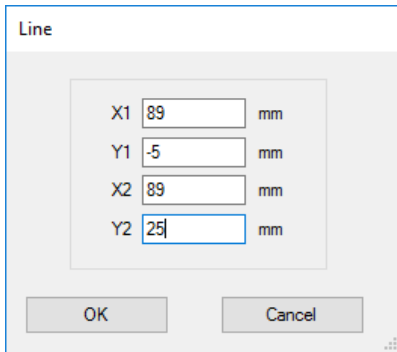 Line
X1 89 mm
Y1 -5 mm
X2 89 mm
Y2 25 mm
OK Cancel